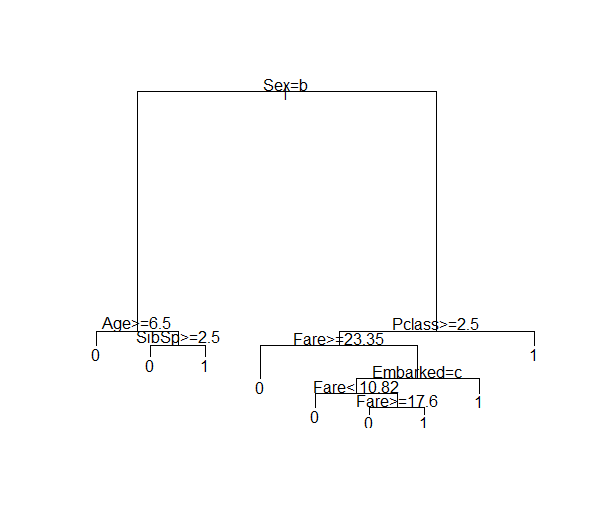 Sex=b
Age>=6.5
Pclass>=2.5
SibSp>=2.5
Fare>=23.35
0
0
1
1
Embarked=c
0
Fare< 10.82
1
Fare>=17.6
0
0
1